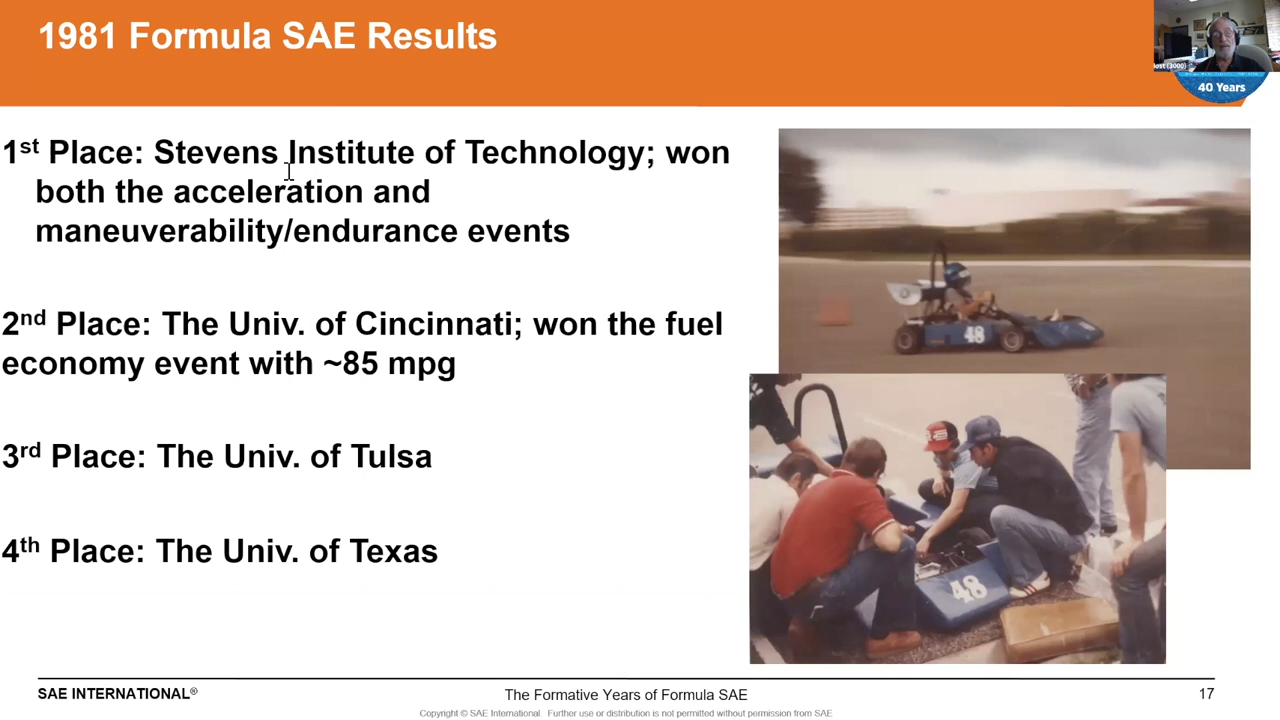 1981 Formula SAE Results
40 Years
1st Place: Stevens Institute of Technology; won
both the acceleration and
maneuverability/endurance events
2nd Place: The Univ. of Cincinnati; won the fuel
economy event with ~85 mpg
3rd Place: The Univ. of Tulsa
4th Place: The Univ. of Texas
48
48
SAE INTERNATIONAL®
The Formative Years of Formula SAE
17
Copyright © SAE International. Further use or distribution is not permitted without permission from SAE